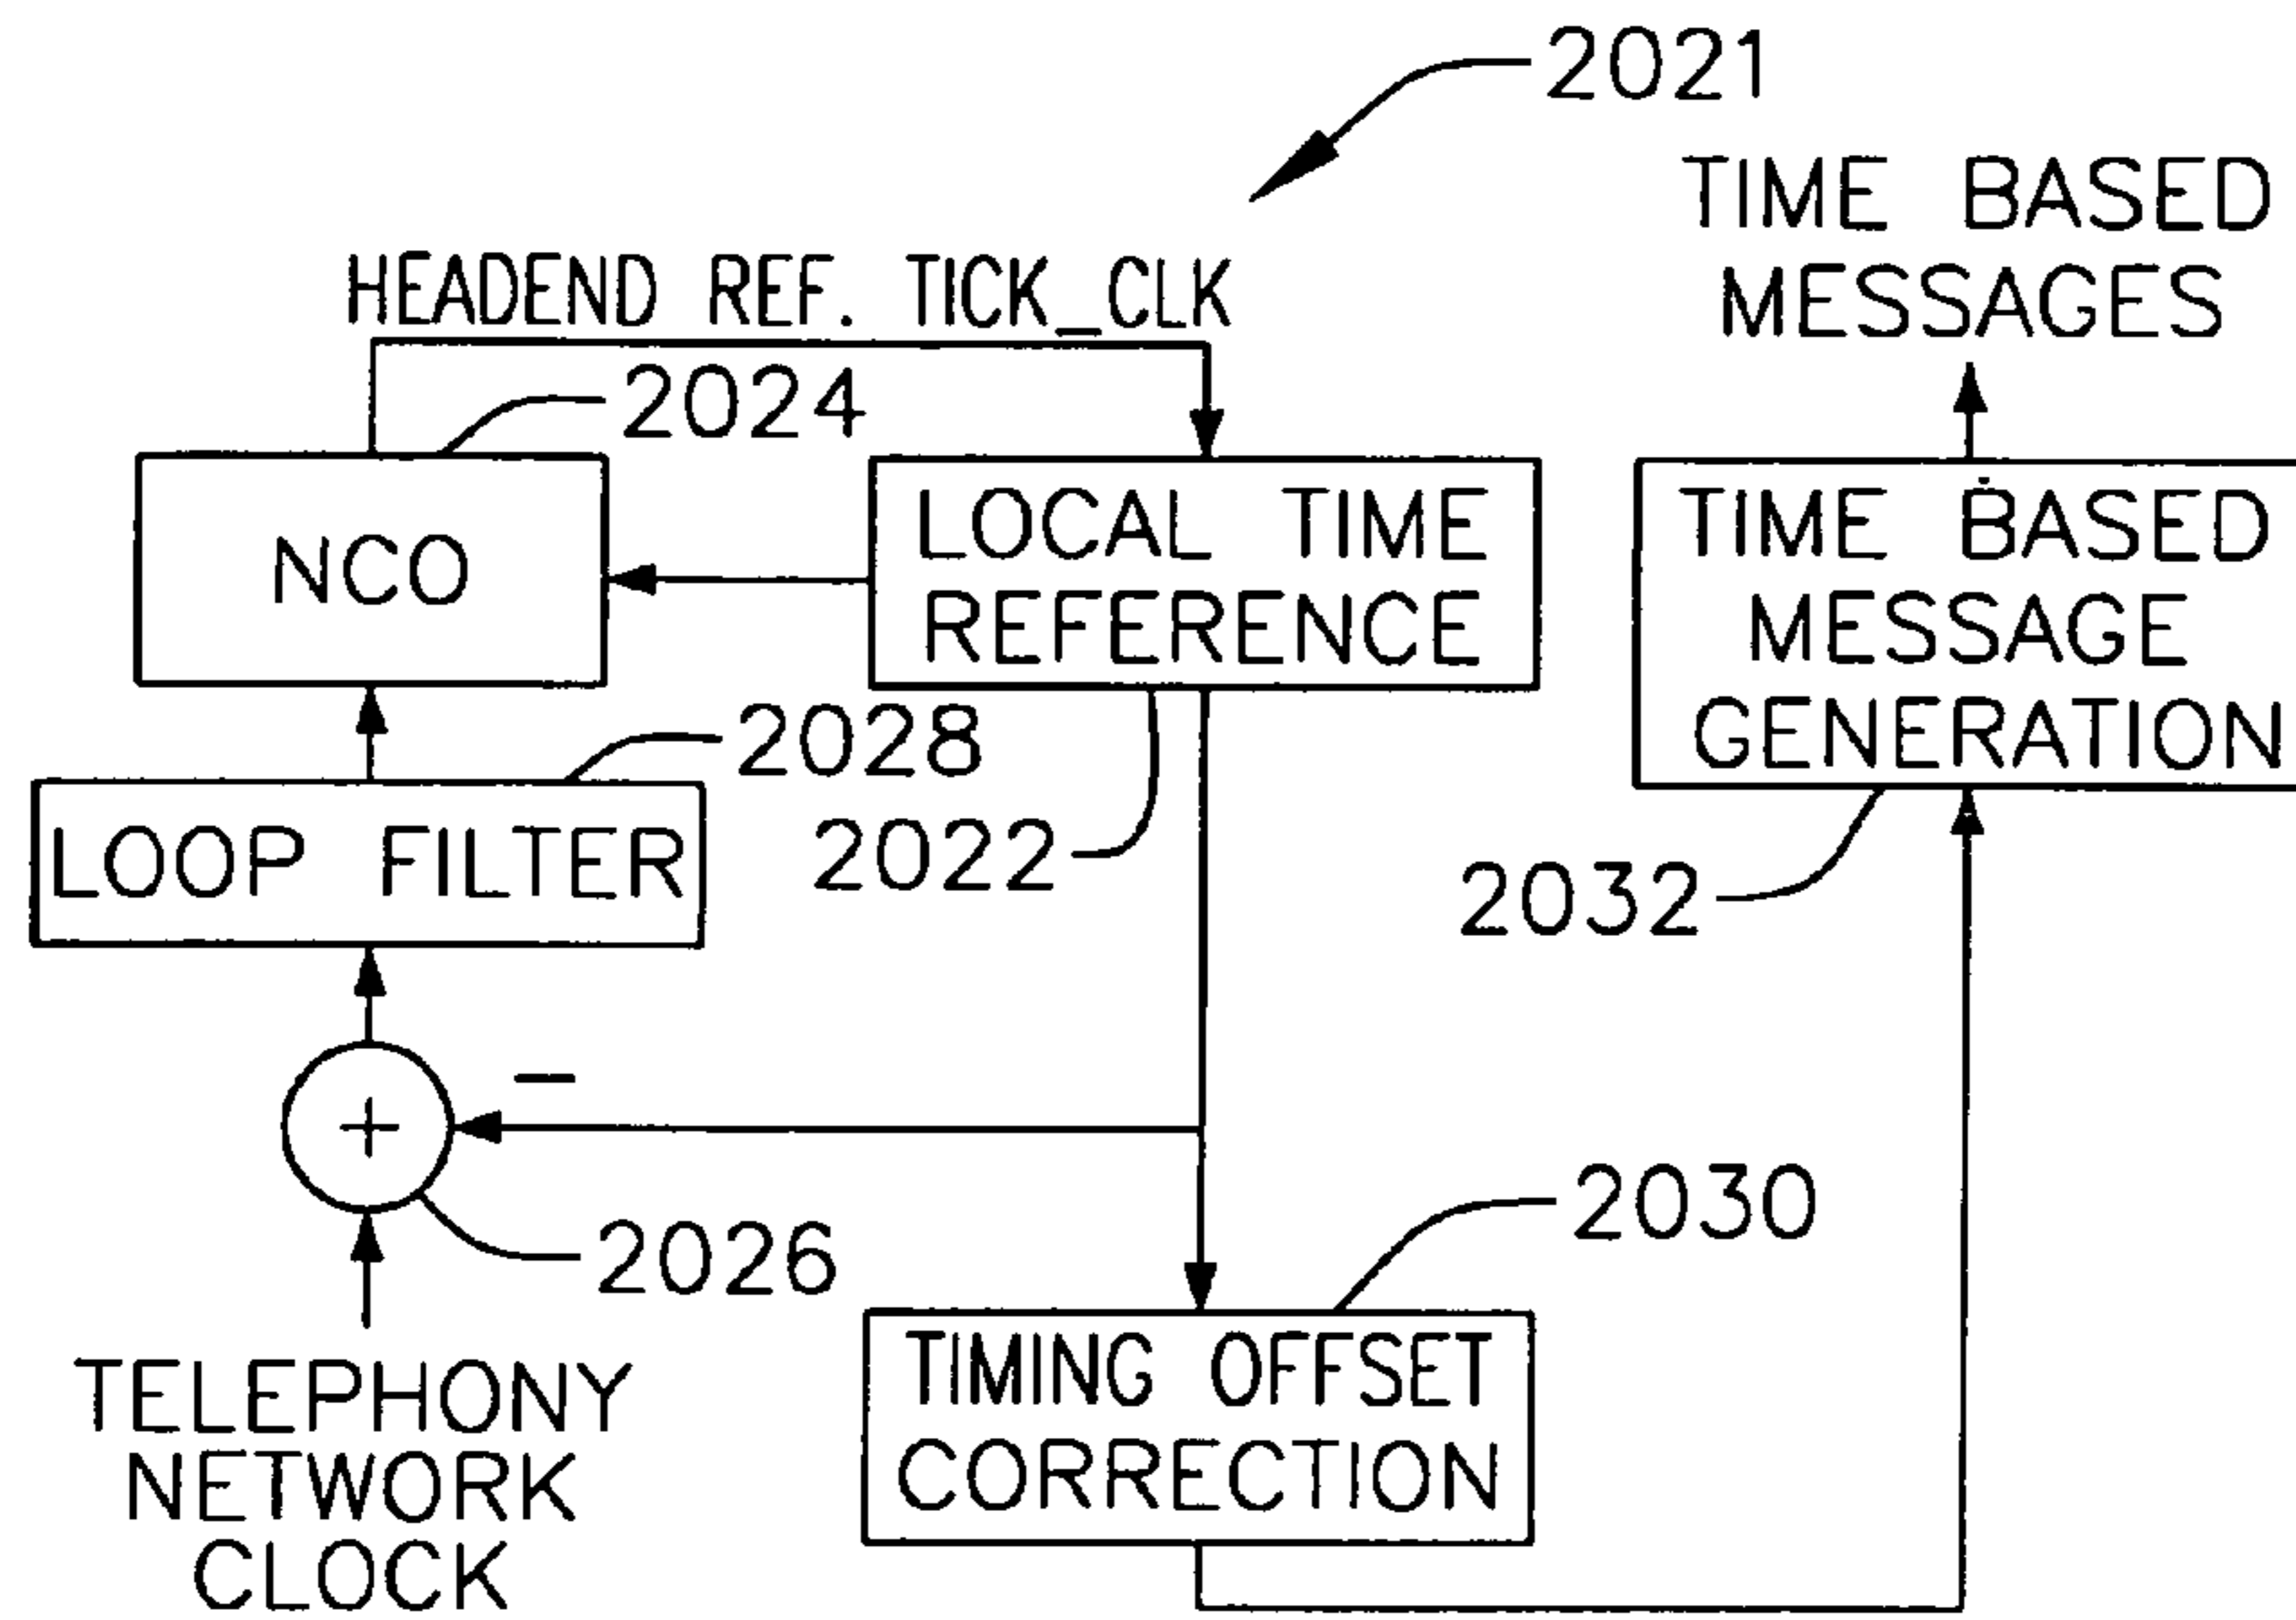 2021
TIME BASED
MESSAGES
HEADEND REF. TICK_CLK
2024
NCO
LOCAL TIME
REFERENCE
TIME BASED
MESSAGE
GENERATION
2028
2022
LOOP FILTER
2032
−
+
2026
2030
TELEPHONY
NETWORK
CLOCK
TIMING OFFSET
CORRECTION